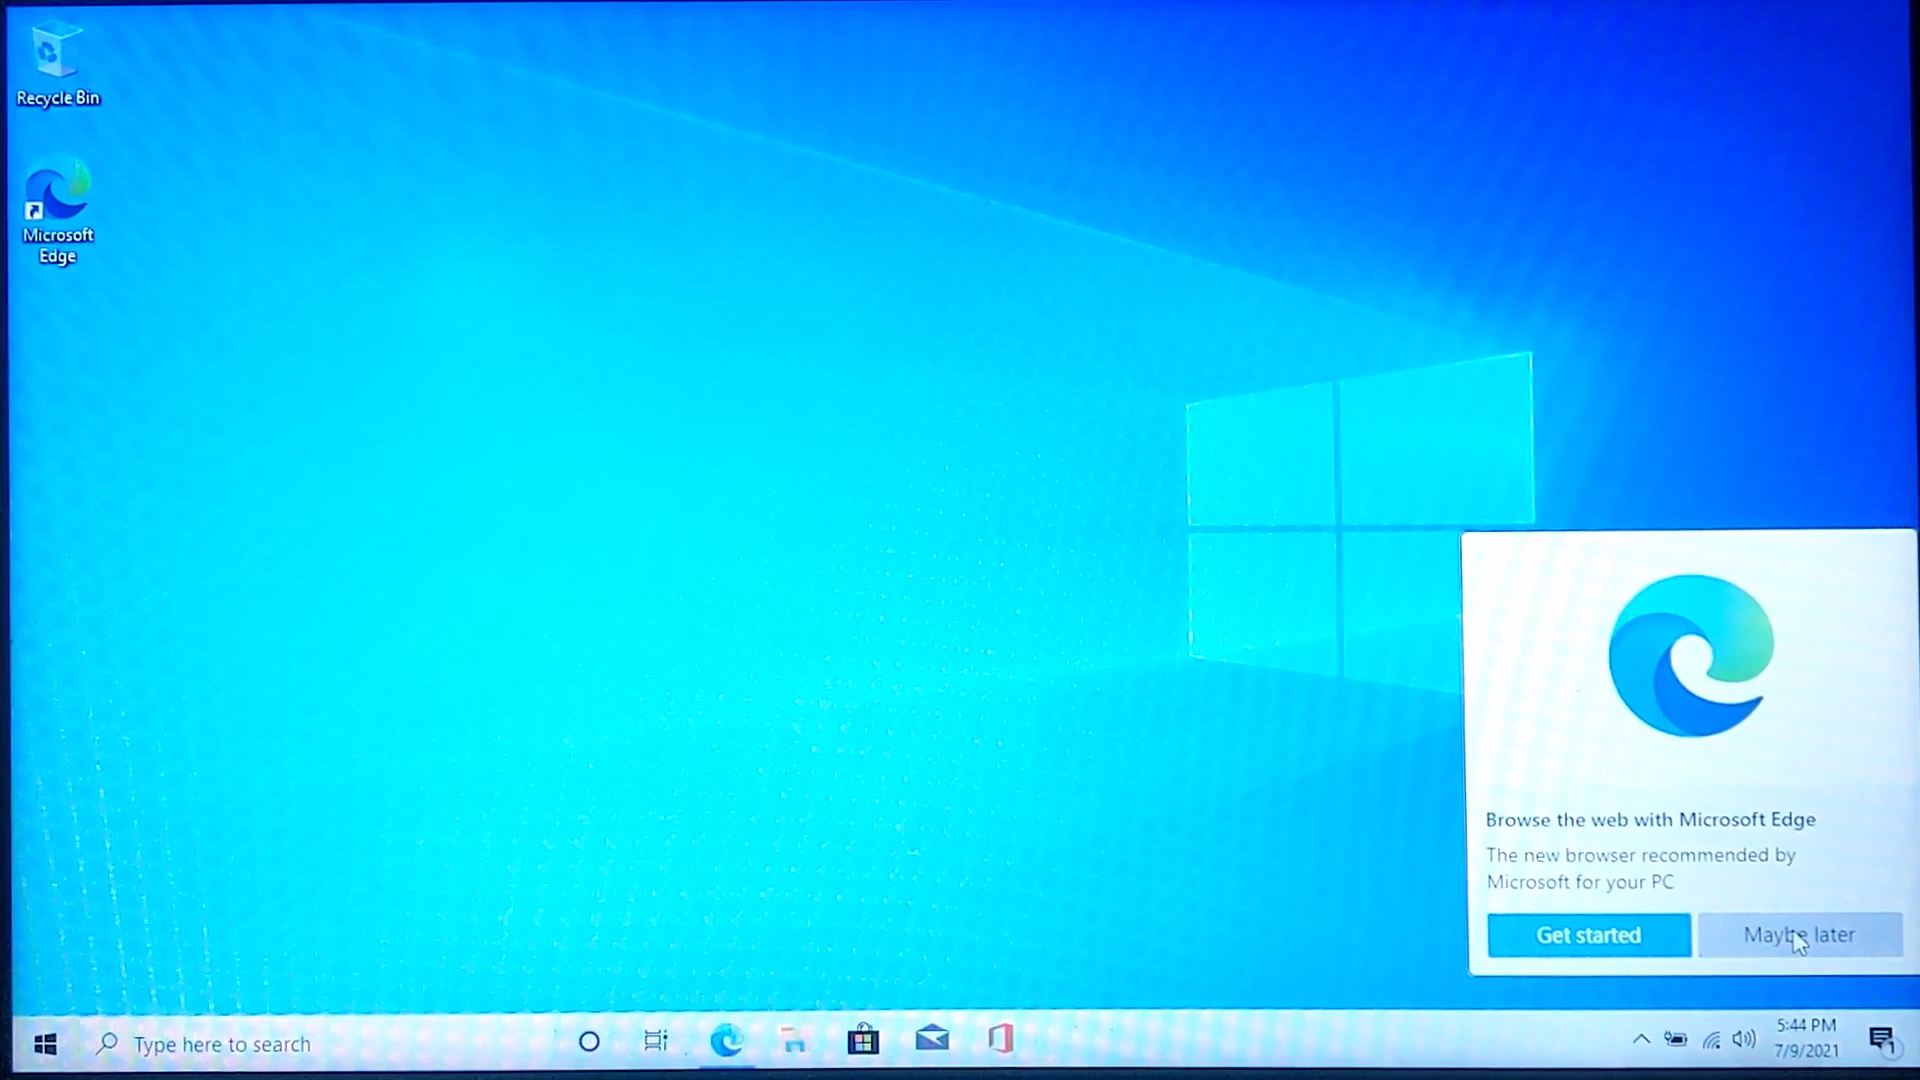 Recycle Bin
Microsoft
Edge
Browse the web with Microsoft Edge
The new browser recommended by
Microsoft for your PC
Get started
Maybe later
Type here to search
5:44 PM
7/9/2021
1